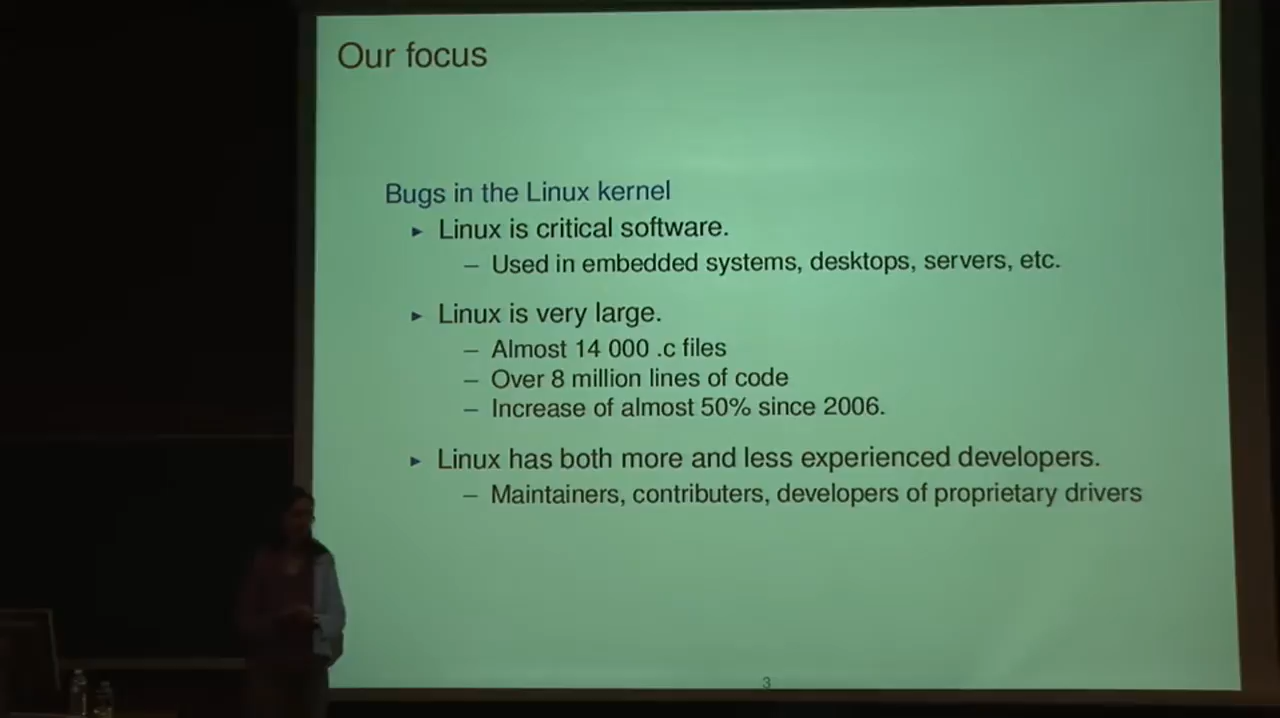 Our focus
Bugs in the Linux kernel
► Linux is critical software.
– Used in embedded systems, desktops, servers, etc.
► Linux is very large.
– Almost 14 000 .c files
– Over 8 million lines of code
– Increase of almost 50% since 2006.
► Linux has both more and less experienced developers.
– Maintainers, contributers, developers of proprietary drivers
3